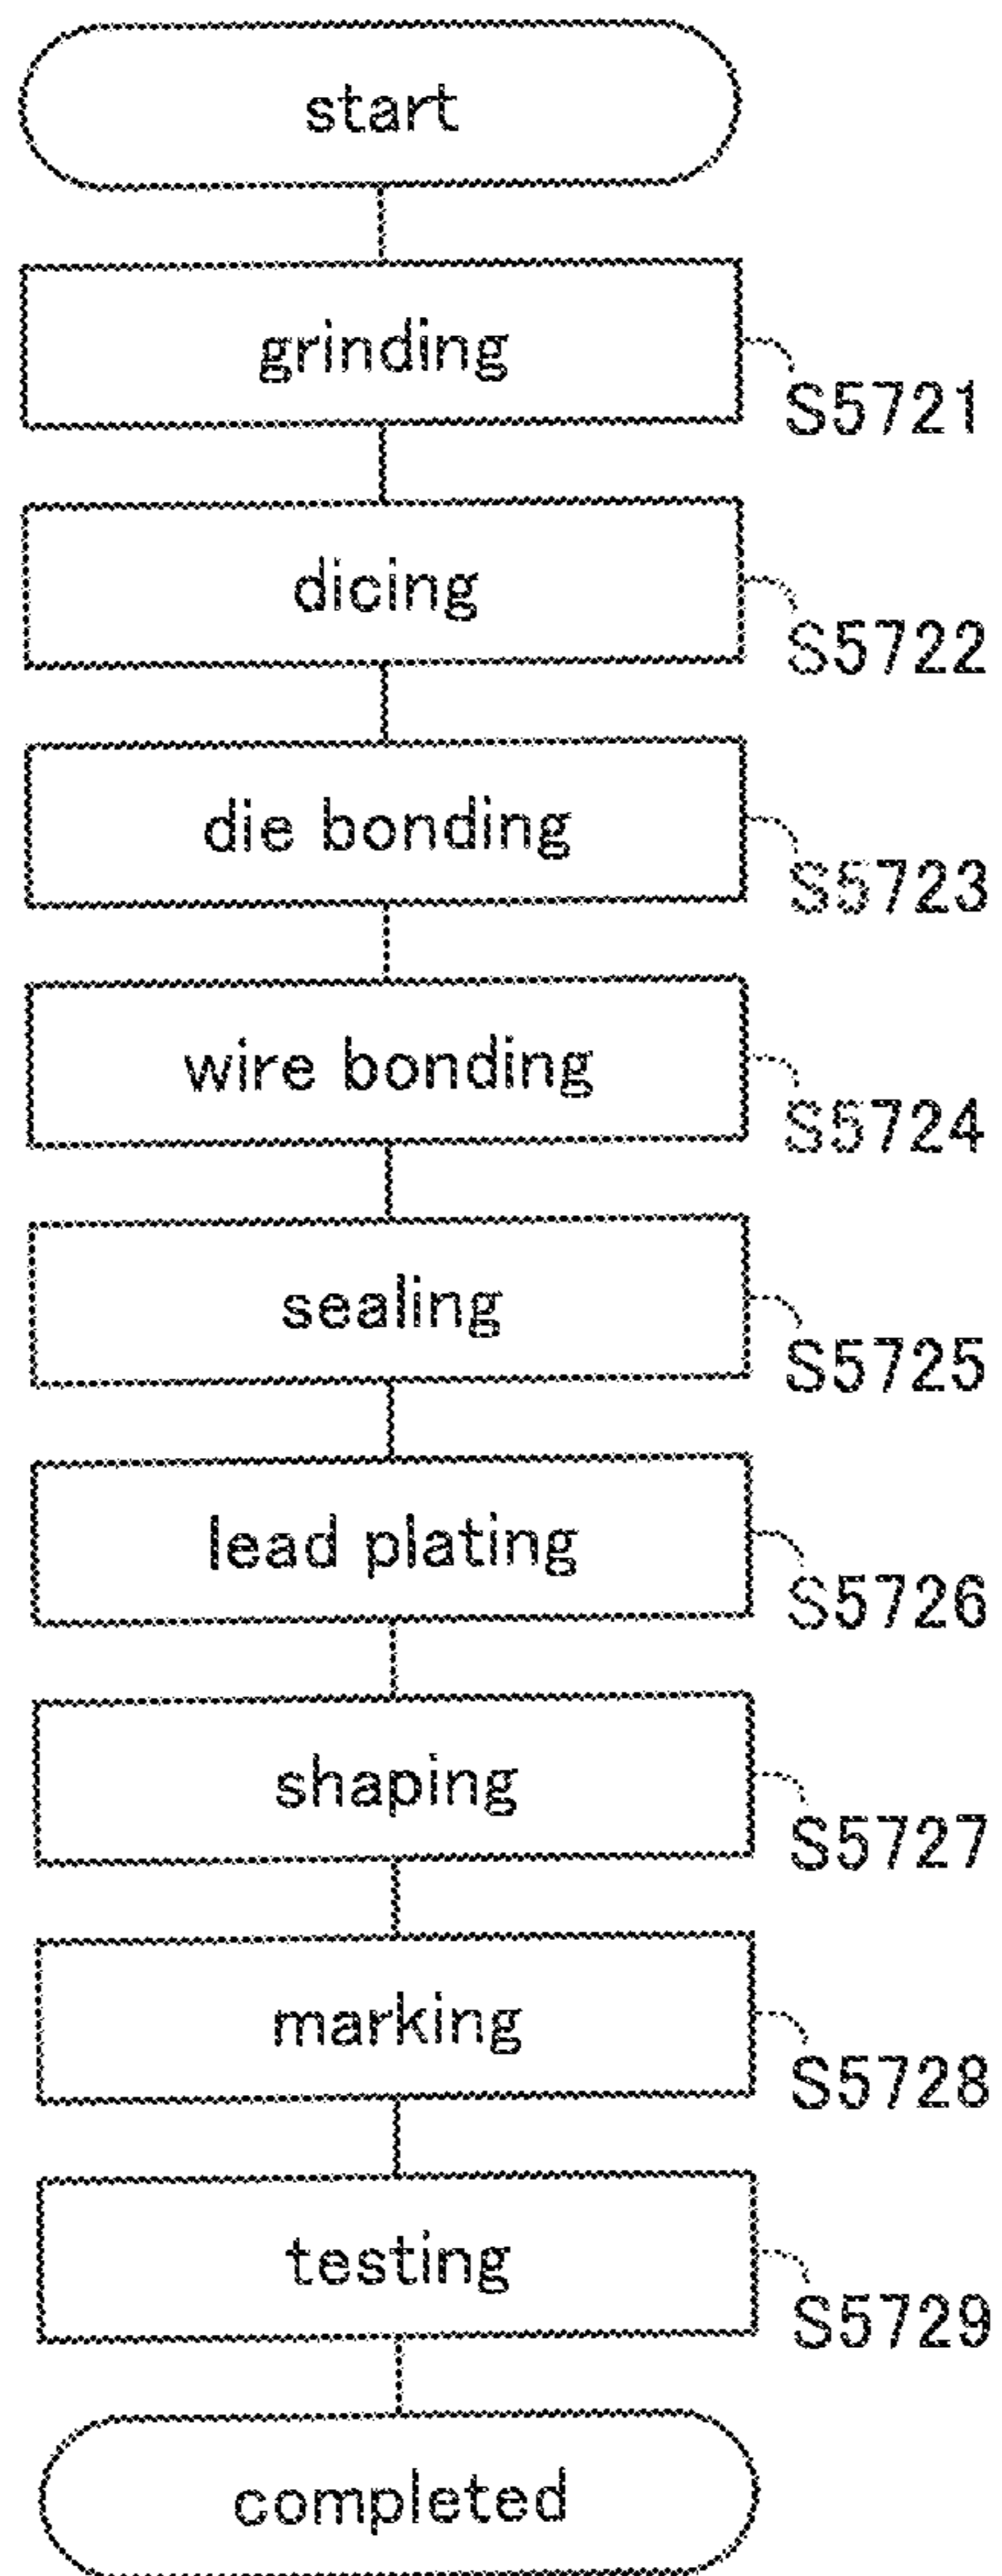 start
grinding
S5721
dicing
S5722
die bonding
S5723
wire bonding
S5724
sealing
S5725
lead plating
S5726
shaping
S5727
marking
S5728
testing
S5729
completed